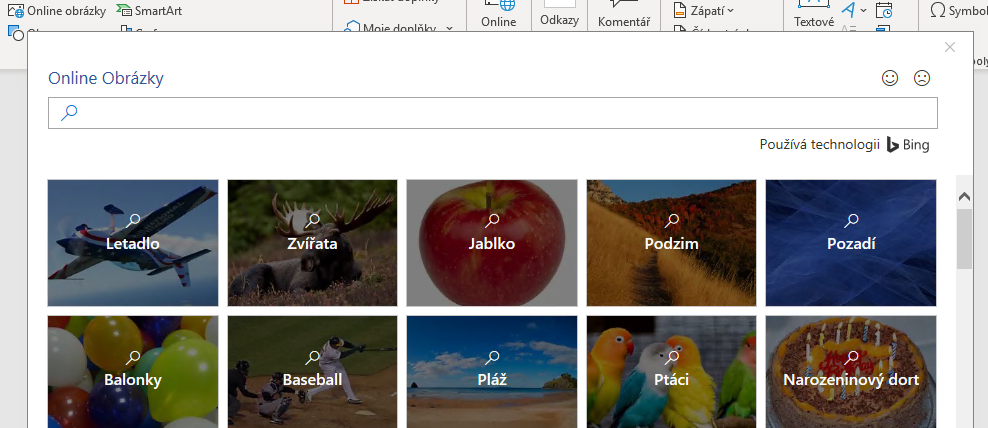 Online obrázky
SmartArt
Moje doplňky
Online
Odkazy
Komentář
Zápatí
Textové
Symbol
Online Obrázky
Používá technologii Bing
Letadlo
Zvířata
Jablko
Podzim
Pozadí
Balonky
Baseball
Pláž
Ptáci
Narozeninový dort